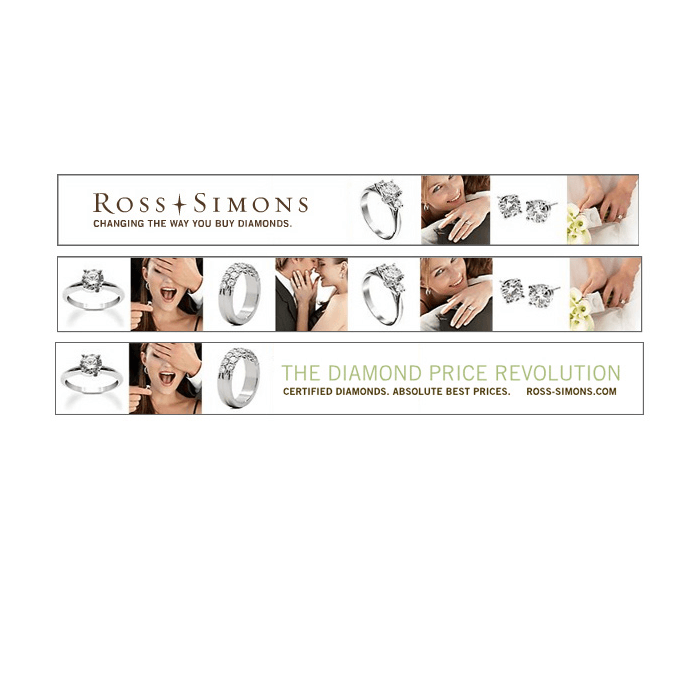 ROSS SIMONS
CHANGING THE WAY YOU BUY DIAMONDS.
THE DIAMOND PRICE REVOLUTION
CERTIFIED DIAMONDS. ABSOLUTE BEST PRICES. ROSS-SIMONS.COM